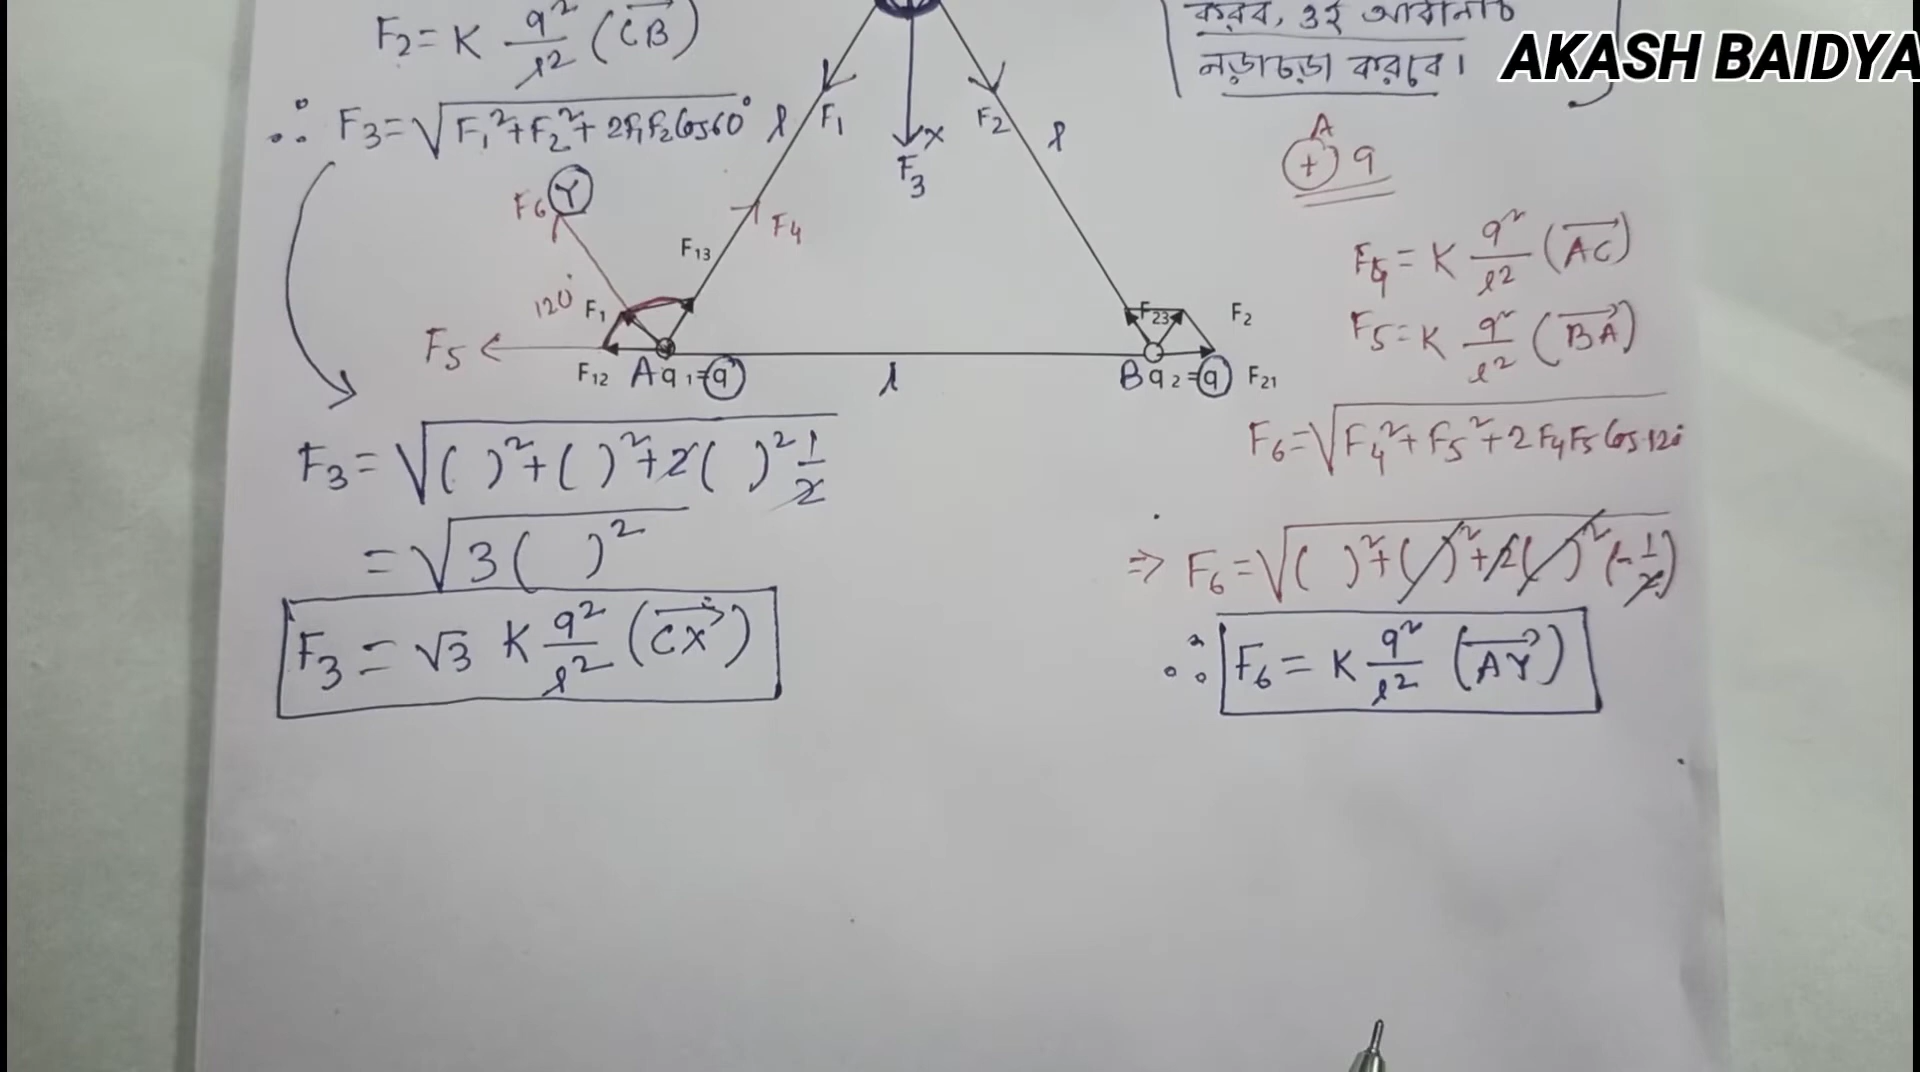 F₂ = K q²/l² (CB→)
করব, ওই
নড়াচড়া করবে।
AKASH BAIDYA
∴ F₃ = √(F₁² + F₂² + 2F₁F₂ Cos60°)
l
F₁
F₂
l
x
F₃
A
(+) q
F₆ Y
F₄
F₁₃
F₄ = K q²/l² (AC→)
120°
F₁
F₂₃
F₂
F₅ = K q²/l² (BA→)
F₅
F₁₂ A q₁ = q
l
B q₂ = q F₂₁
F₃ = √(( )² + ( )² + 2( )² 1/2)
F₆ = √(F₄² + F₅² + 2F₄F₅ Cos120°)
= √(3( )²)
⇒ F₆ = √(( )² + ( )² + 2( )² (-1/2))
F₃ = √3 K q²/l² (CX→)
∴ F₆ = K q²/l² (AY→)